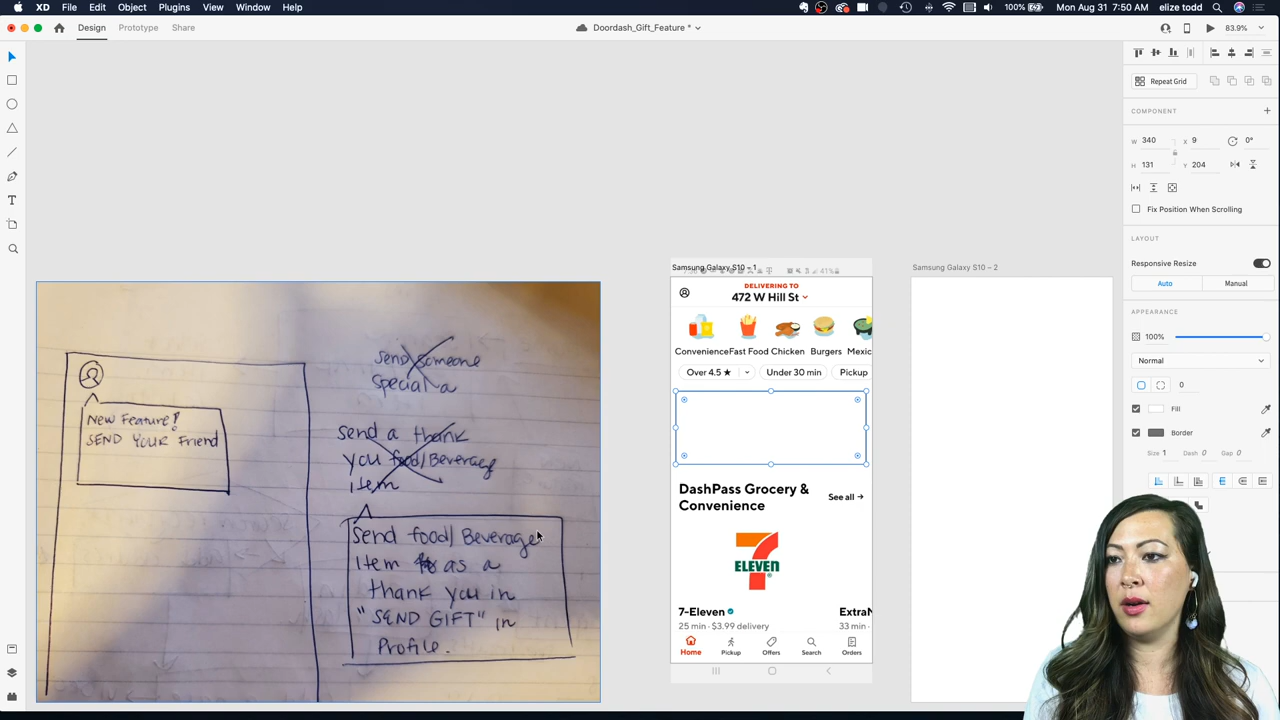 XD File Edit Object Plugins View Window Help
100% Mon Aug 31 7:50 AM elize todd
Design Prototype Share
Doordash_Gift_Feature *
83.9%
Repeat Grid
COMPONENT
W 340 X 9 0°
H 131 Y 204
Fix Position When Scrolling
LAYOUT
Responsive Resize
Auto Manual
APPEARANCE
100%
Normal
0
Fill
Border
Size 1 Dash 0 Gap 0
Samsung Galaxy S10 – 1
41%
DELIVERING TO
472 W Hill St
Convenience Fast Food Chicken Burgers Mexic
Over 4.5 ★ Under 30 min Pickup
DashPass Grocery &
Convenience
See all →
7
ELEVEN
7-Eleven
ExtraM
25 min · $3.99 delivery
33 min ·
Home Pickup Offers Search Orders
Samsung Galaxy S10 – 2
New Feature!
SEND YOUR Friend
send someone
special a
send a thank
you food/Beverage
item
Send food/Beverage
Item as a
thank you in
"SEND GIFT" in
Profile.